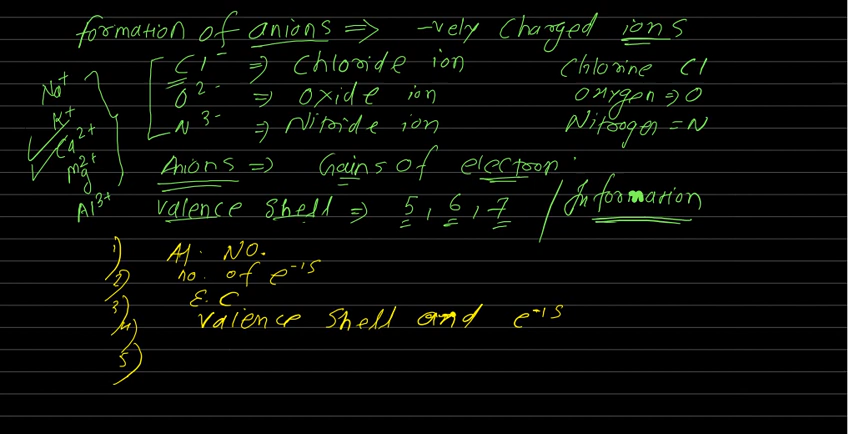 formation of anions => -vely Charged ions
Cl⁻ => Chloride ion Chlorine Cl
O²⁻ => Oxide ion Oxygen => O
N³⁻ => Nitride ion Nitrogen = N
Na⁺
K⁺
Ca²⁺
Mg²⁺
Al³⁺
Anions => Gains of electron.
Valence Shell => 5, 6, 7 / Information
1) At. NO.
2) no. of e⁻¹s
3) E.C
4) Valence Shell and e⁻¹s
5)